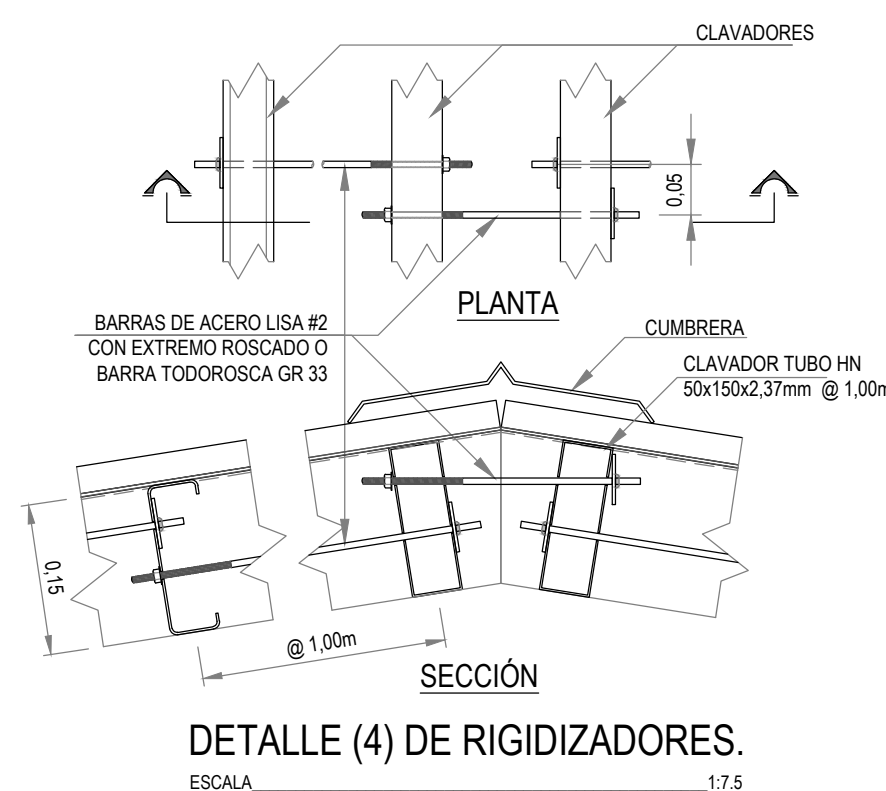 CLAVADORES
0,05
PLANTA
BARRAS DE ACERO LISA #2
CON EXTREMO ROSCADO O
BARRA TODOROSCA GR 33
CUMBRERA
CLAVADOR TUBO HN
50x150x2,37mm @ 1,00m
0,15
@ 1,00m
SECCIÓN
DETALLE (4) DE RIGIDIZADORES.
ESCALA 1:7.5